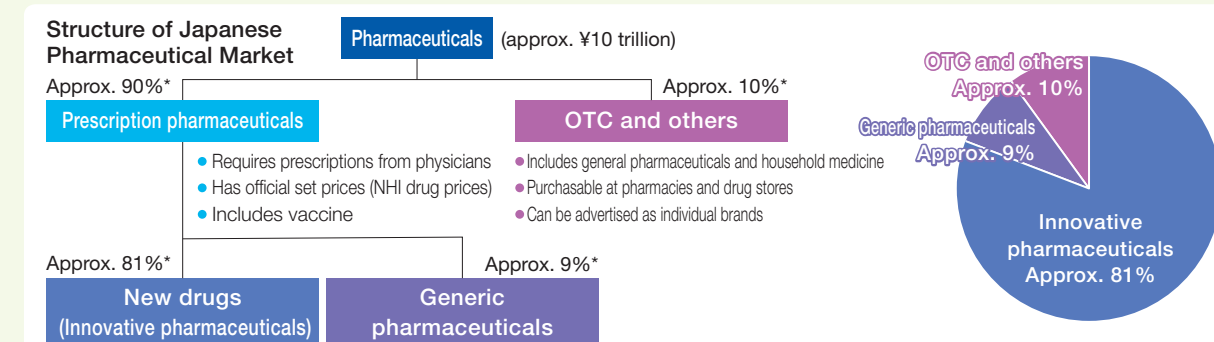 Structure of Japanese
Pharmaceutical Market
Pharmaceuticals (approx. ¥10 trillion)
Approx. 90%*
Approx. 10%*
Prescription pharmaceuticals
OTC and others
● Requires prescriptions from physicians
● Has official set prices (NHI drug prices)
● Includes vaccine
● Includes general pharmaceuticals and household medicine
● Purchasable at pharmacies and drug stores
● Can be advertised as individual brands
Approx. 81%*
Approx. 9%*
New drugs
(Innovative pharmaceuticals)
Generic
pharmaceuticals
OTC and others
Approx. 10%
Generic pharmaceuticals
Approx. 9%
Innovative
pharmaceuticals
Approx. 81%